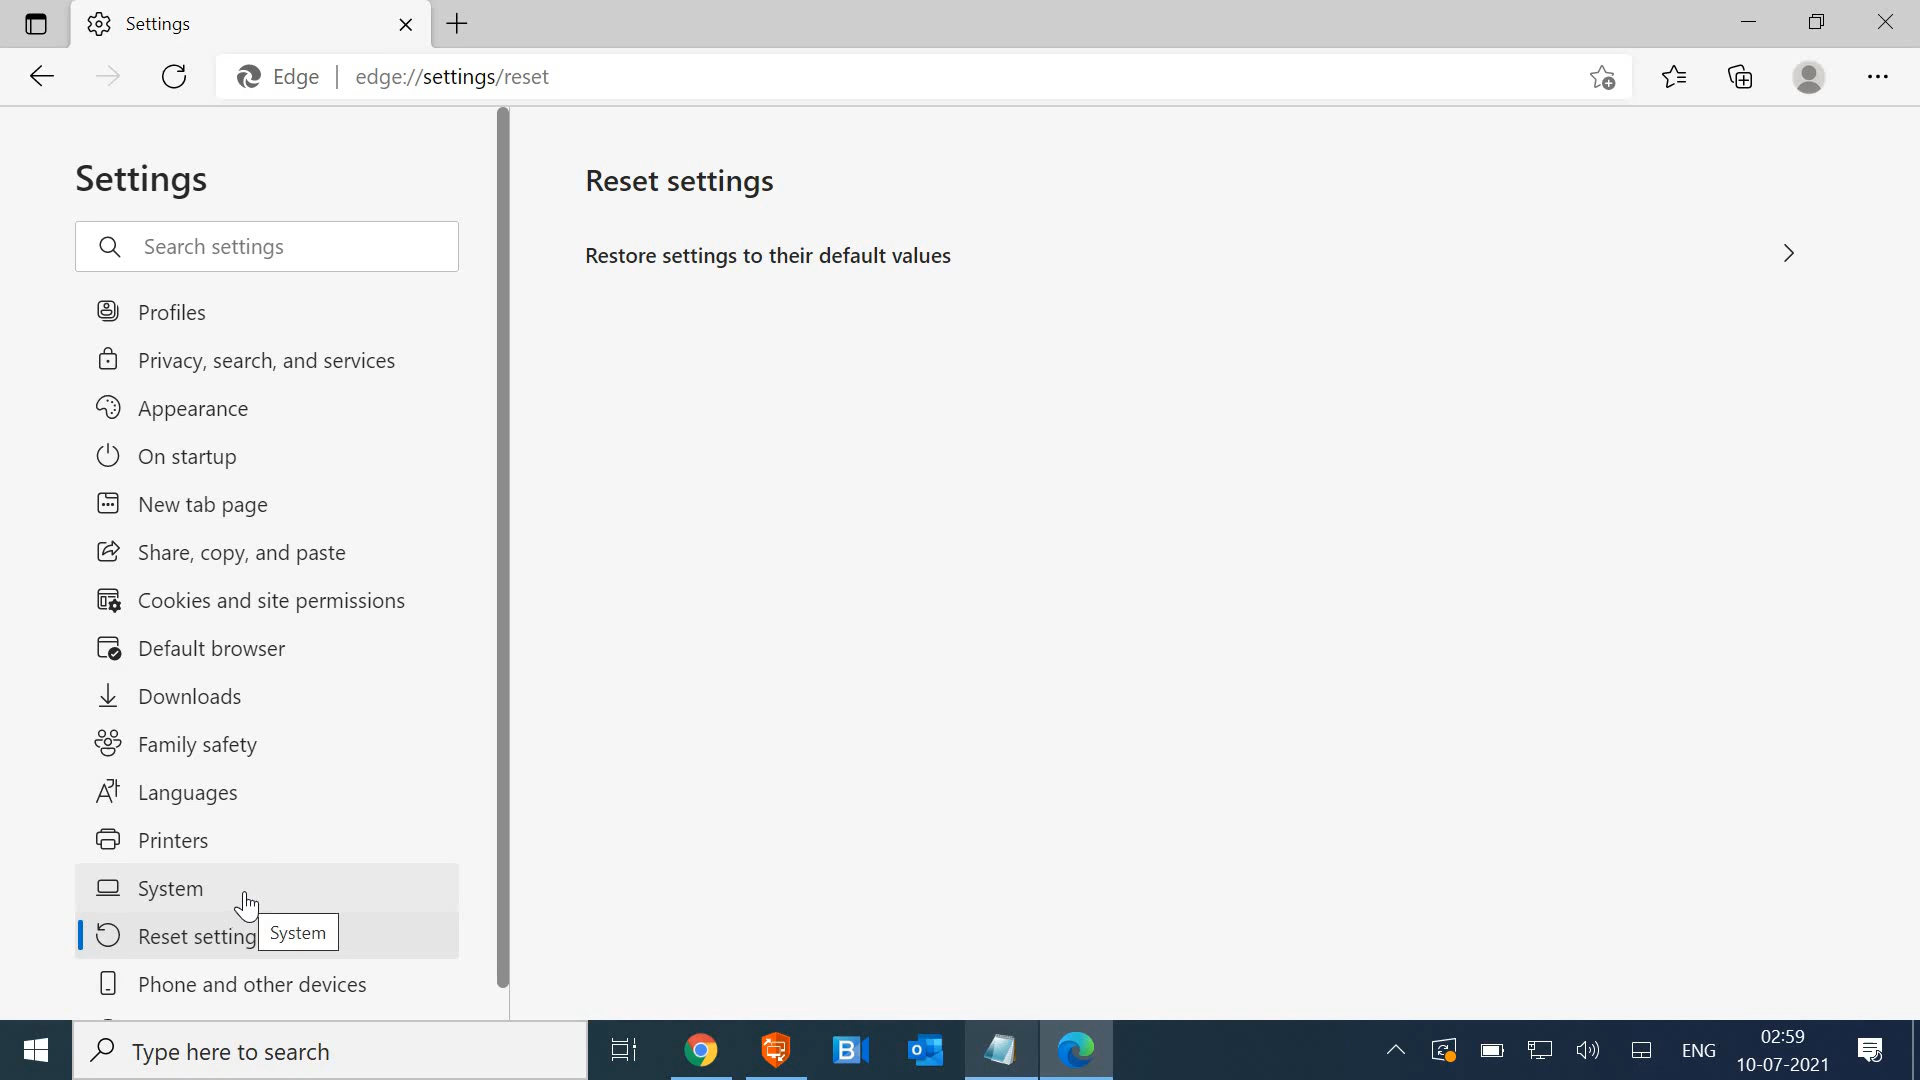 Settings
Edge | edge://settings/reset
Settings
Search settings
Profiles
Privacy, search, and services
Appearance
On startup
New tab page
Share, copy, and paste
Cookies and site permissions
Default browser
Downloads
Family safety
Languages
Printers
System
Reset setting
System
Phone and other devices
Reset settings
Restore settings to their default values
Type here to search
B
o
ENG
02:59
10-07-2021